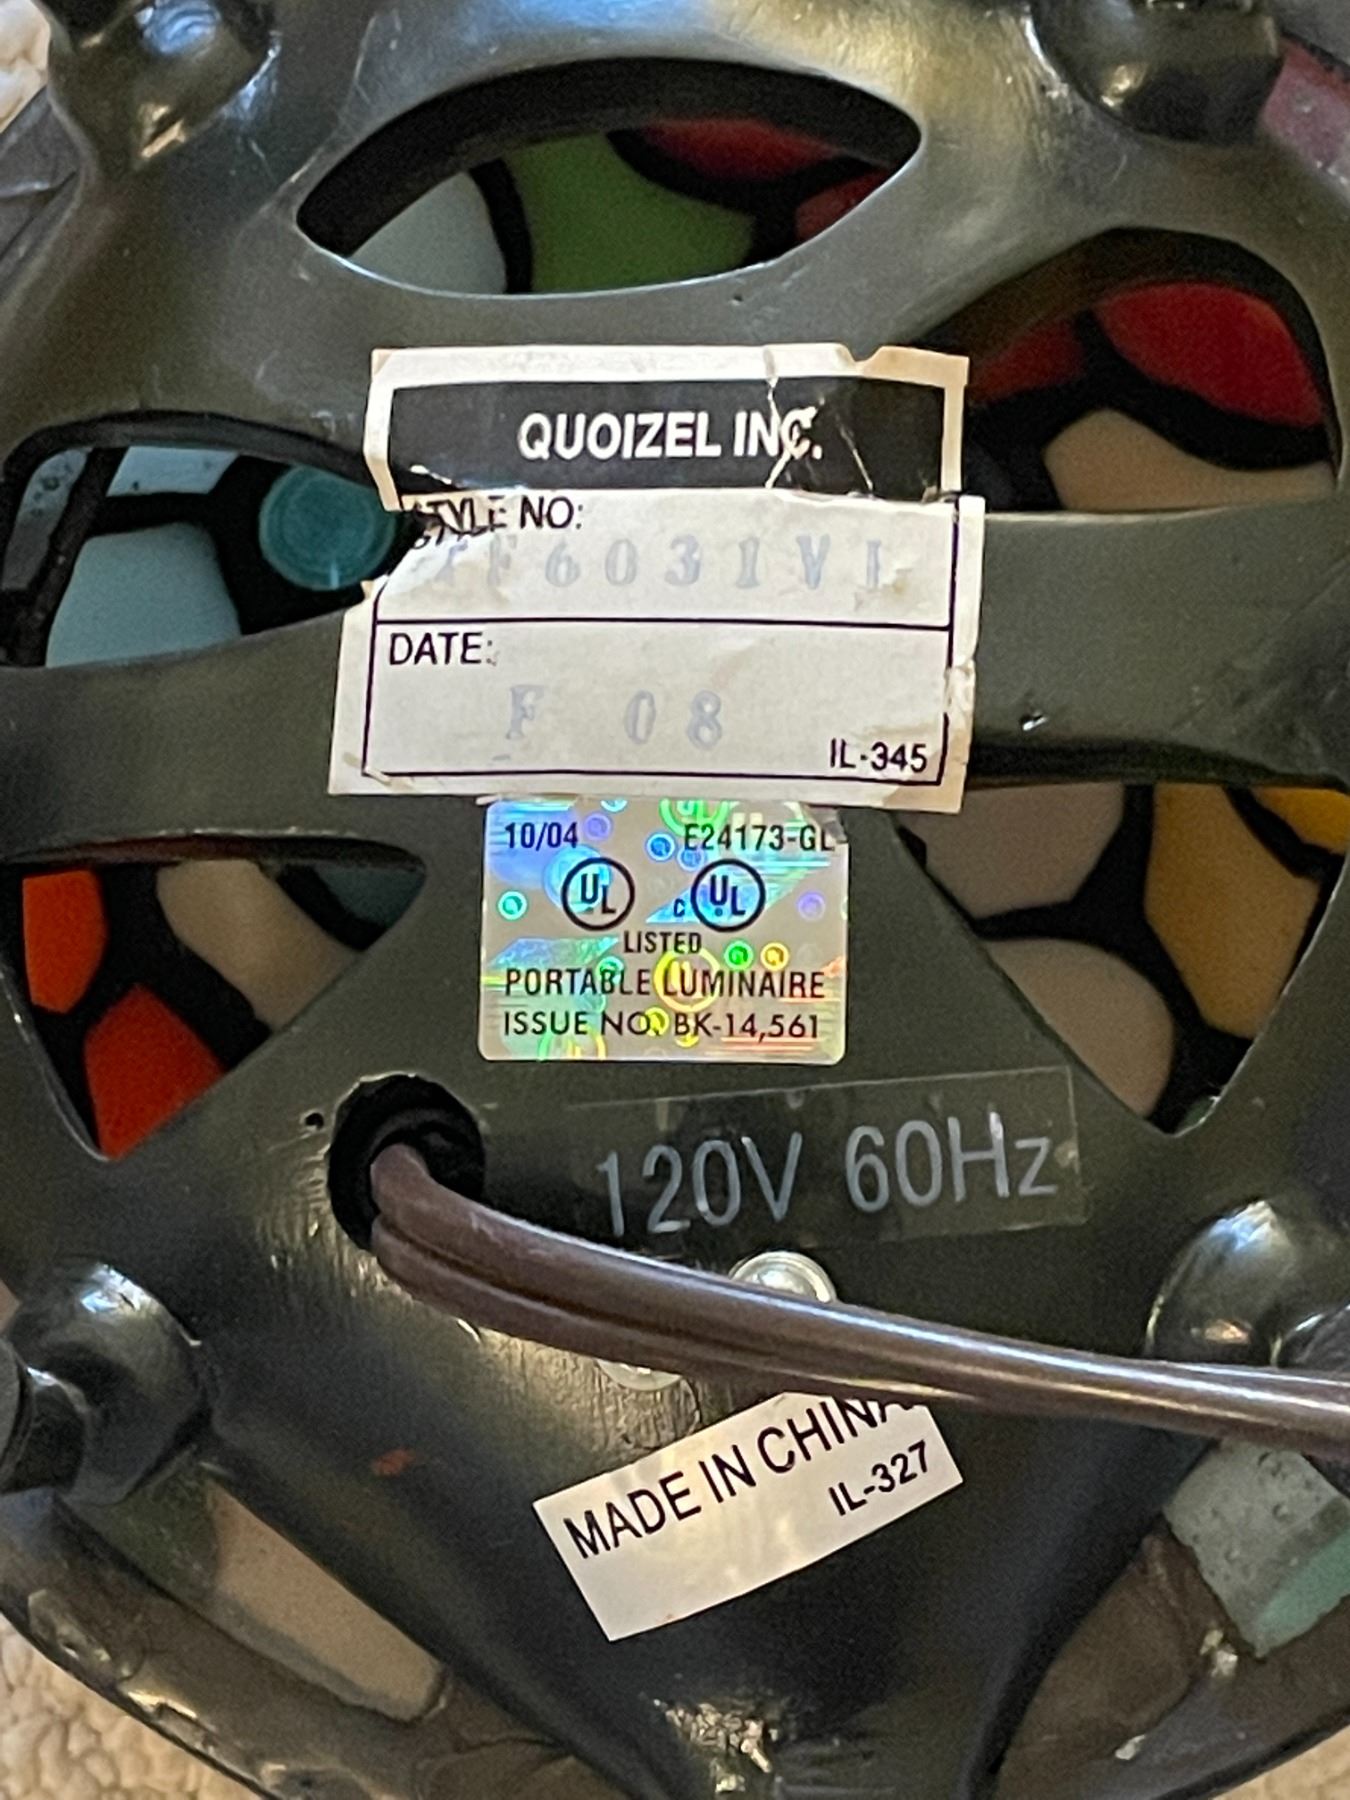 QUOIZEL INC.
STYLE NO:
TF6031VI
DATE:
F 08
IL-345
10/04 E24173-GL
UL c UL
LISTED
PORTABLE LUMINAIRE
ISSUE NO. BK-14,561
120V 60Hz
MADE IN CHINA
IL-327